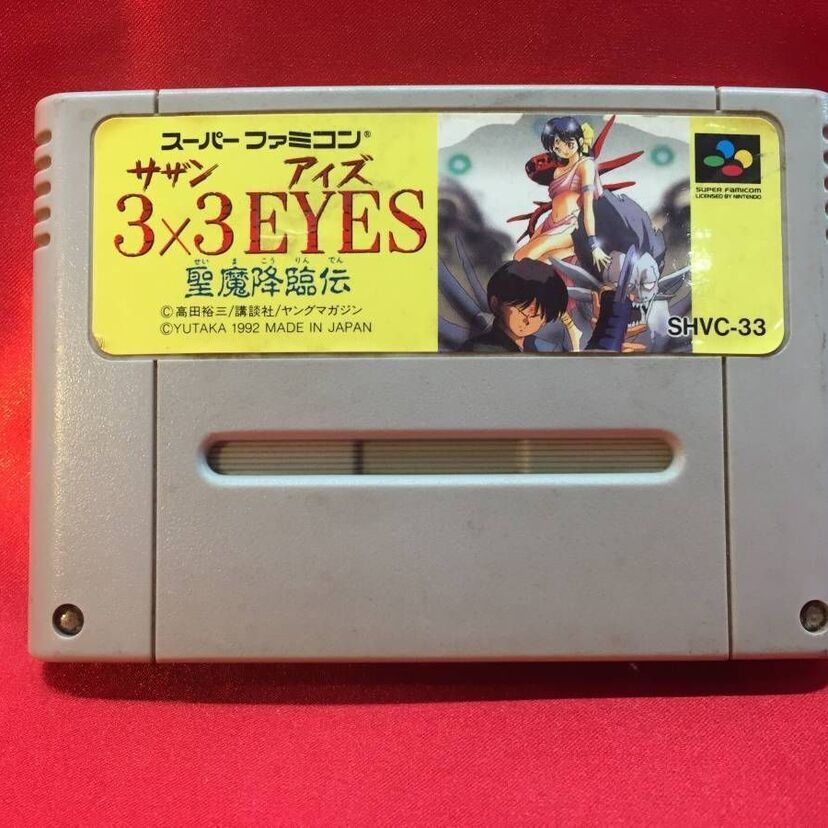 スーパーファミコン®
サザン アイズ
3×3 EYES
せい ま こう りん でん
聖魔降臨伝
©高田裕三/講談社/ヤングマガジン
©YUTAKA 1992 MADE IN JAPAN
SUPER FAMICOM
LICENSED BY NINTENDO
SHVC-33